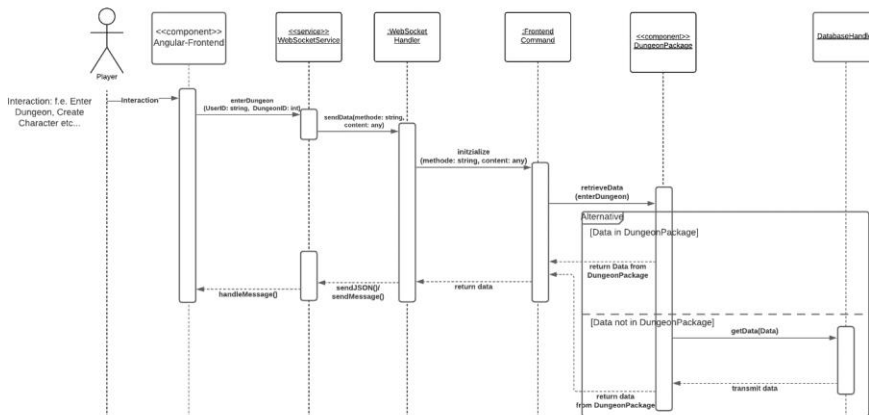 <<component>>
Angular-Frontend
<<service>>
WebSocketService
:WebSocket
Handler
:Frontend
Command
<<component>>
DungeonPackage
DatabaseHandle
Player
Interaction: f.e. Enter
Dungeon, Create
Character etc...
Interaction
enterDungeon
(UserID: string, DungeonID: int)
sendData(methode: string,
content: any)
initzialize
(methode: string, content: any)
retrieveData
(enterDungeon)
Alternative
[Data in DungeonPackage]
return Data from
DungeonPackage
return data
sendJSON()/
sendMessage()
handleMessage()
[Data not in DungeonPackage]
getData(Data)
transmit data
return data
from DungeonPackage